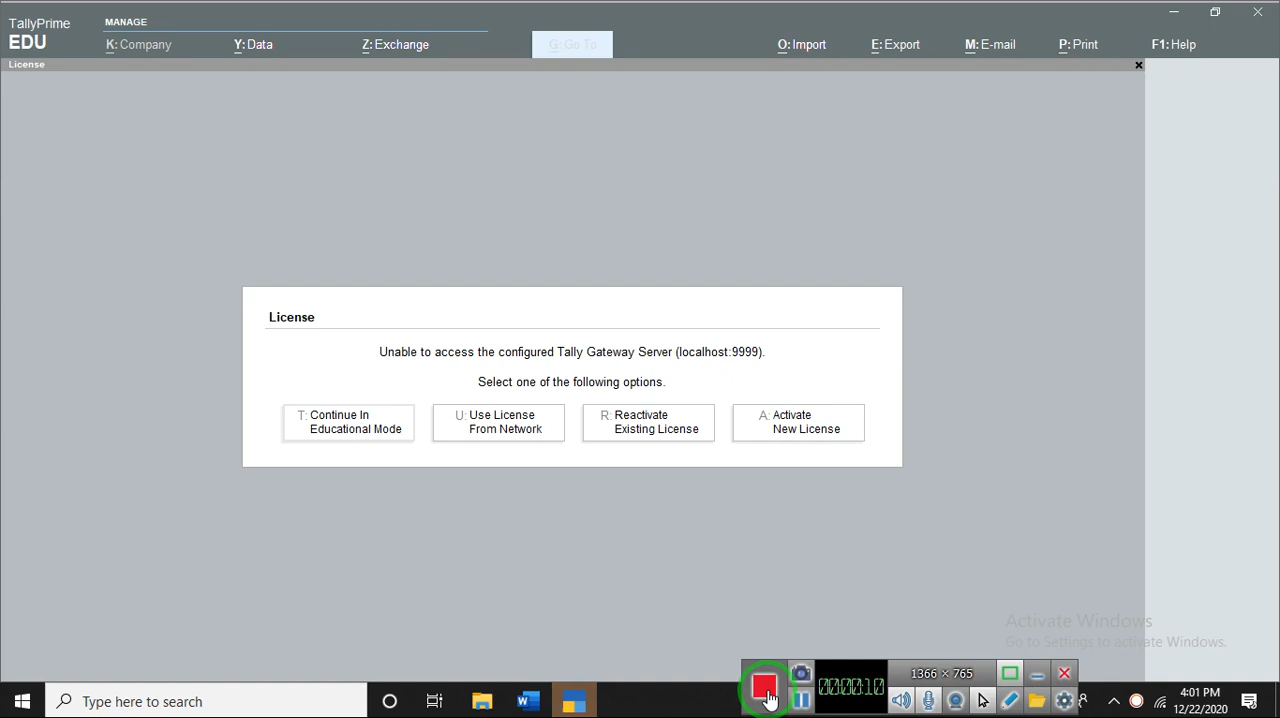 TallyPrime
EDU
MANAGE
K: Company
Y: Data
Z: Exchange
G: Go To
O: Import
E: Export
M: E-mail
P: Print
F1: Help
License
License
Unable to access the configured Tally Gateway Server (localhost:9999).
Select one of the following options.
T: Continue In
Educational Mode
U: Use License
From Network
R: Reactivate
Existing License
A: Activate
New License
Activate Windows
Go to Settings to activate Windows.
1366 × 765
00:00:10
Type here to search
4:01 PM
12/22/2020